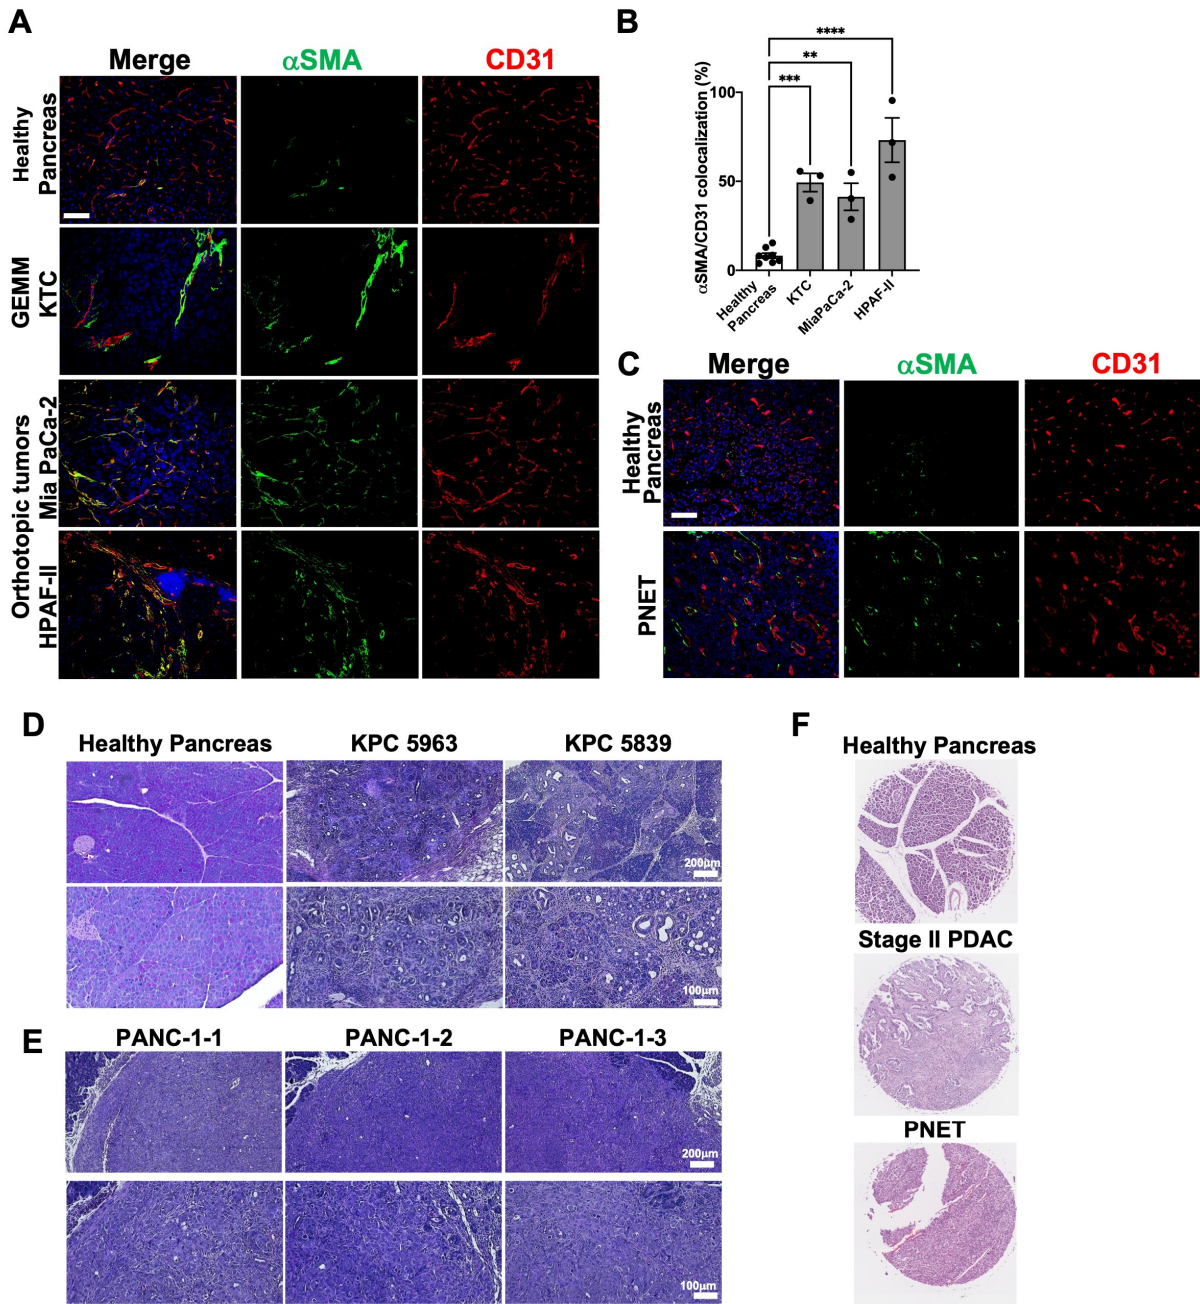 A
Merge
αSMA
CD31
Healthy
Pancreas
GEMM
KTC
Orthotopic tumors
Mia PaCa-2
HPAF-II
B
αSMA/CD31 colocalization (%)
100
50
0
****
**
***
Healthy
Pancreas
KTC
MiaPaCa-2
HPAF-II
C
Merge
αSMA
CD31
Healthy
Pancreas
PNET
D
Healthy Pancreas
KPC 5963
KPC 5839
200μm
100μm
E
PANC-1-1
PANC-1-2
PANC-1-3
200μm
100μm
F
Healthy Pancreas
Stage II PDAC
PNET